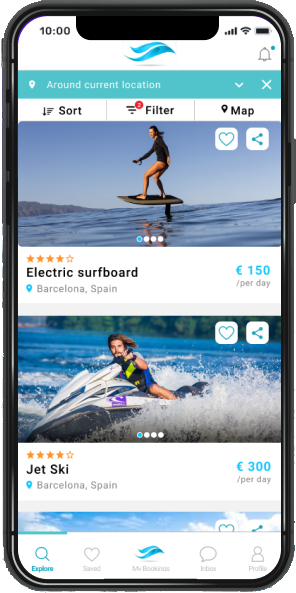 10:00
Around current location
Sort
2
Filter
Map
Electric surfboard
€ 150
Barcelona, Spain
/per day
Jet Ski
€ 300
Barcelona, Spain
/per day
Explore
Saved
My Bookings
Inbox
Profile